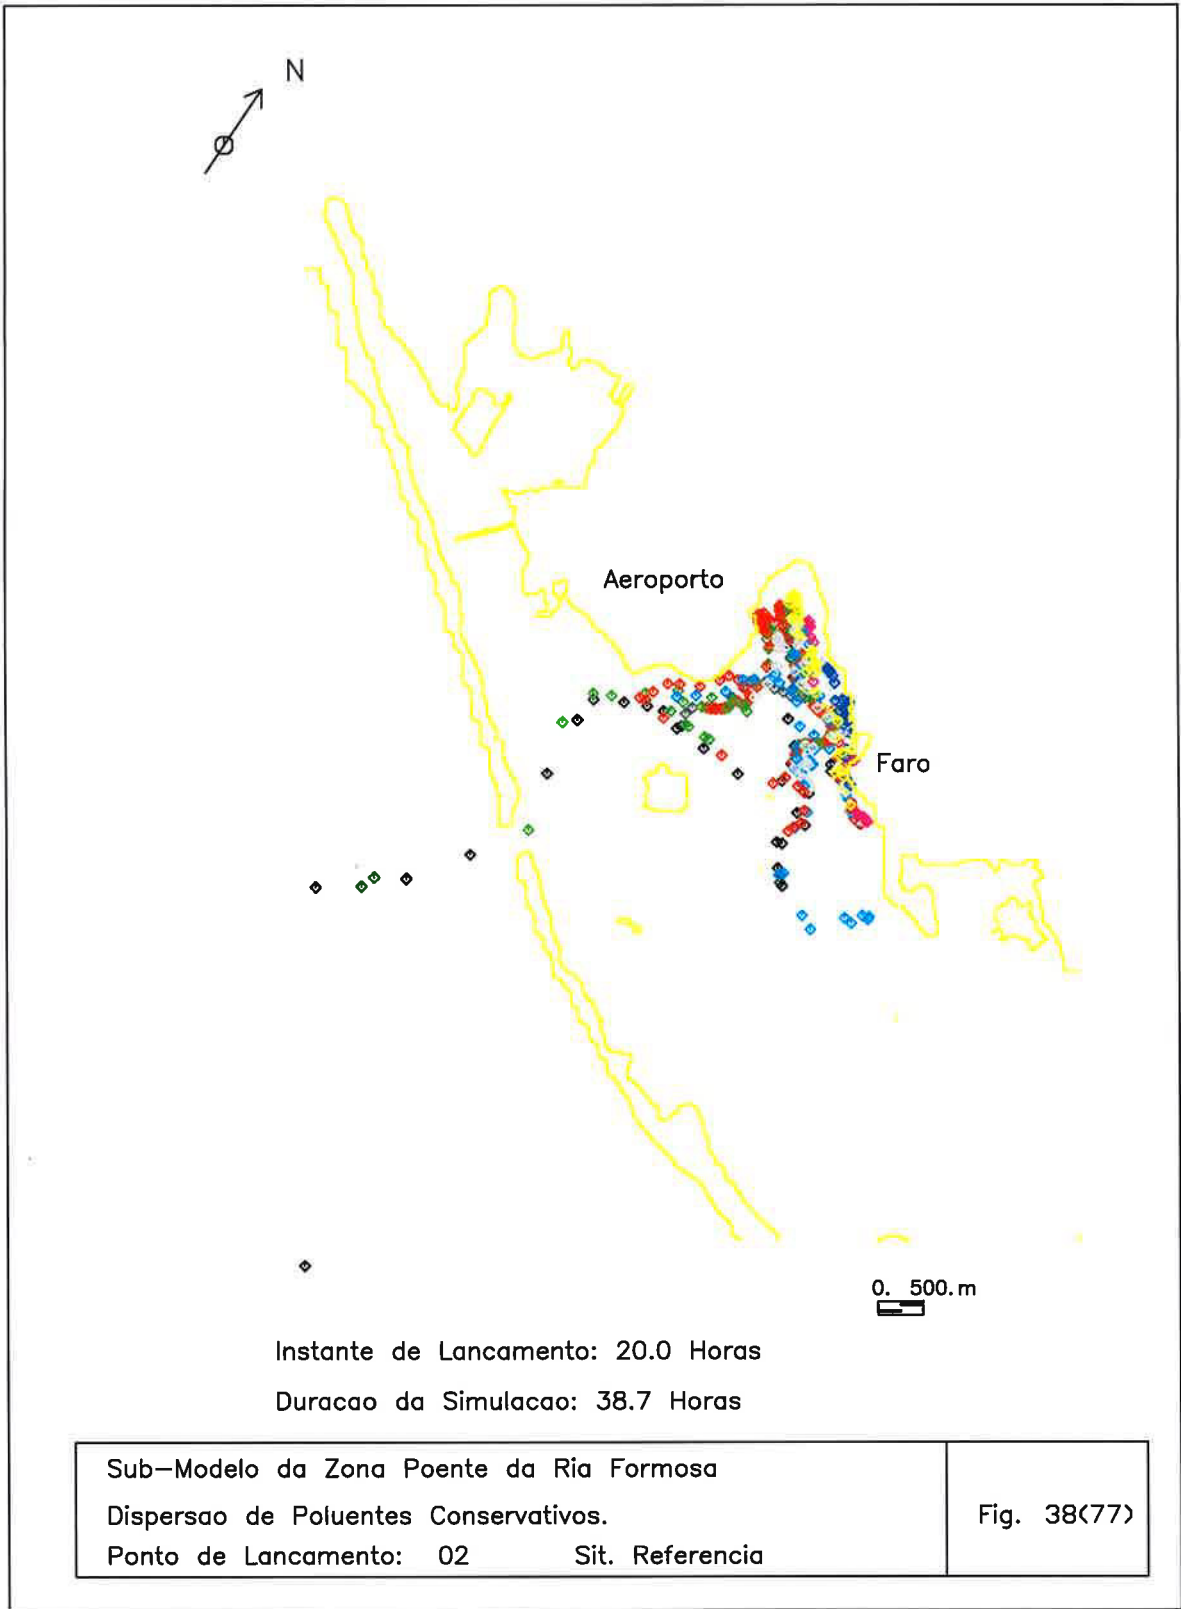 N
Aeroporto
Faro
0. 500.m
Instante de Lancamento: 20.0 Horas
Duracao da Simulacao: 38.7 Horas
Sub-Modelo da Zona Poente da Ria Formosa
Dispersao de Poluentes Conservativos.
Ponto de Lancamento: 02 Sit. Referencia
Fig. 38(77)